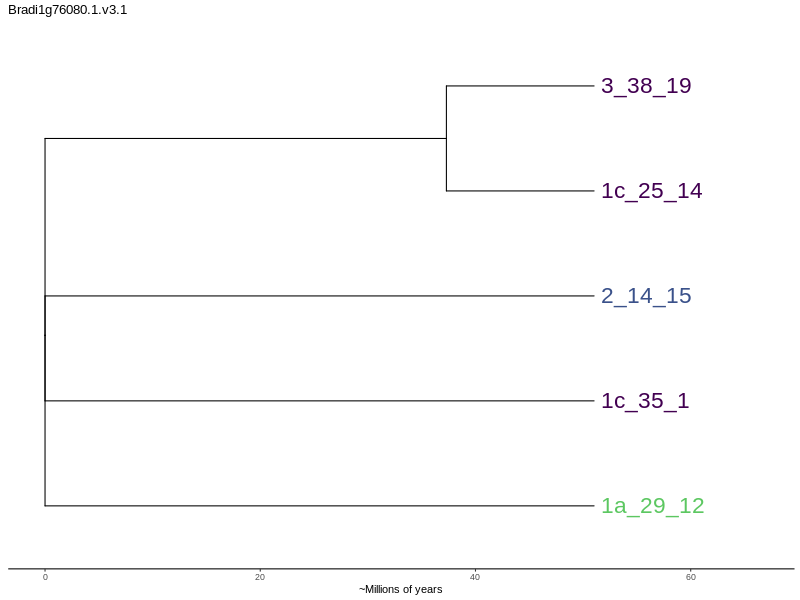 Bradi1g76080.1.v3.1
3_38_19
1c_25_14
2_14_15
1c_35_1
1a_29_12
0 20 40 60
~Millions of years